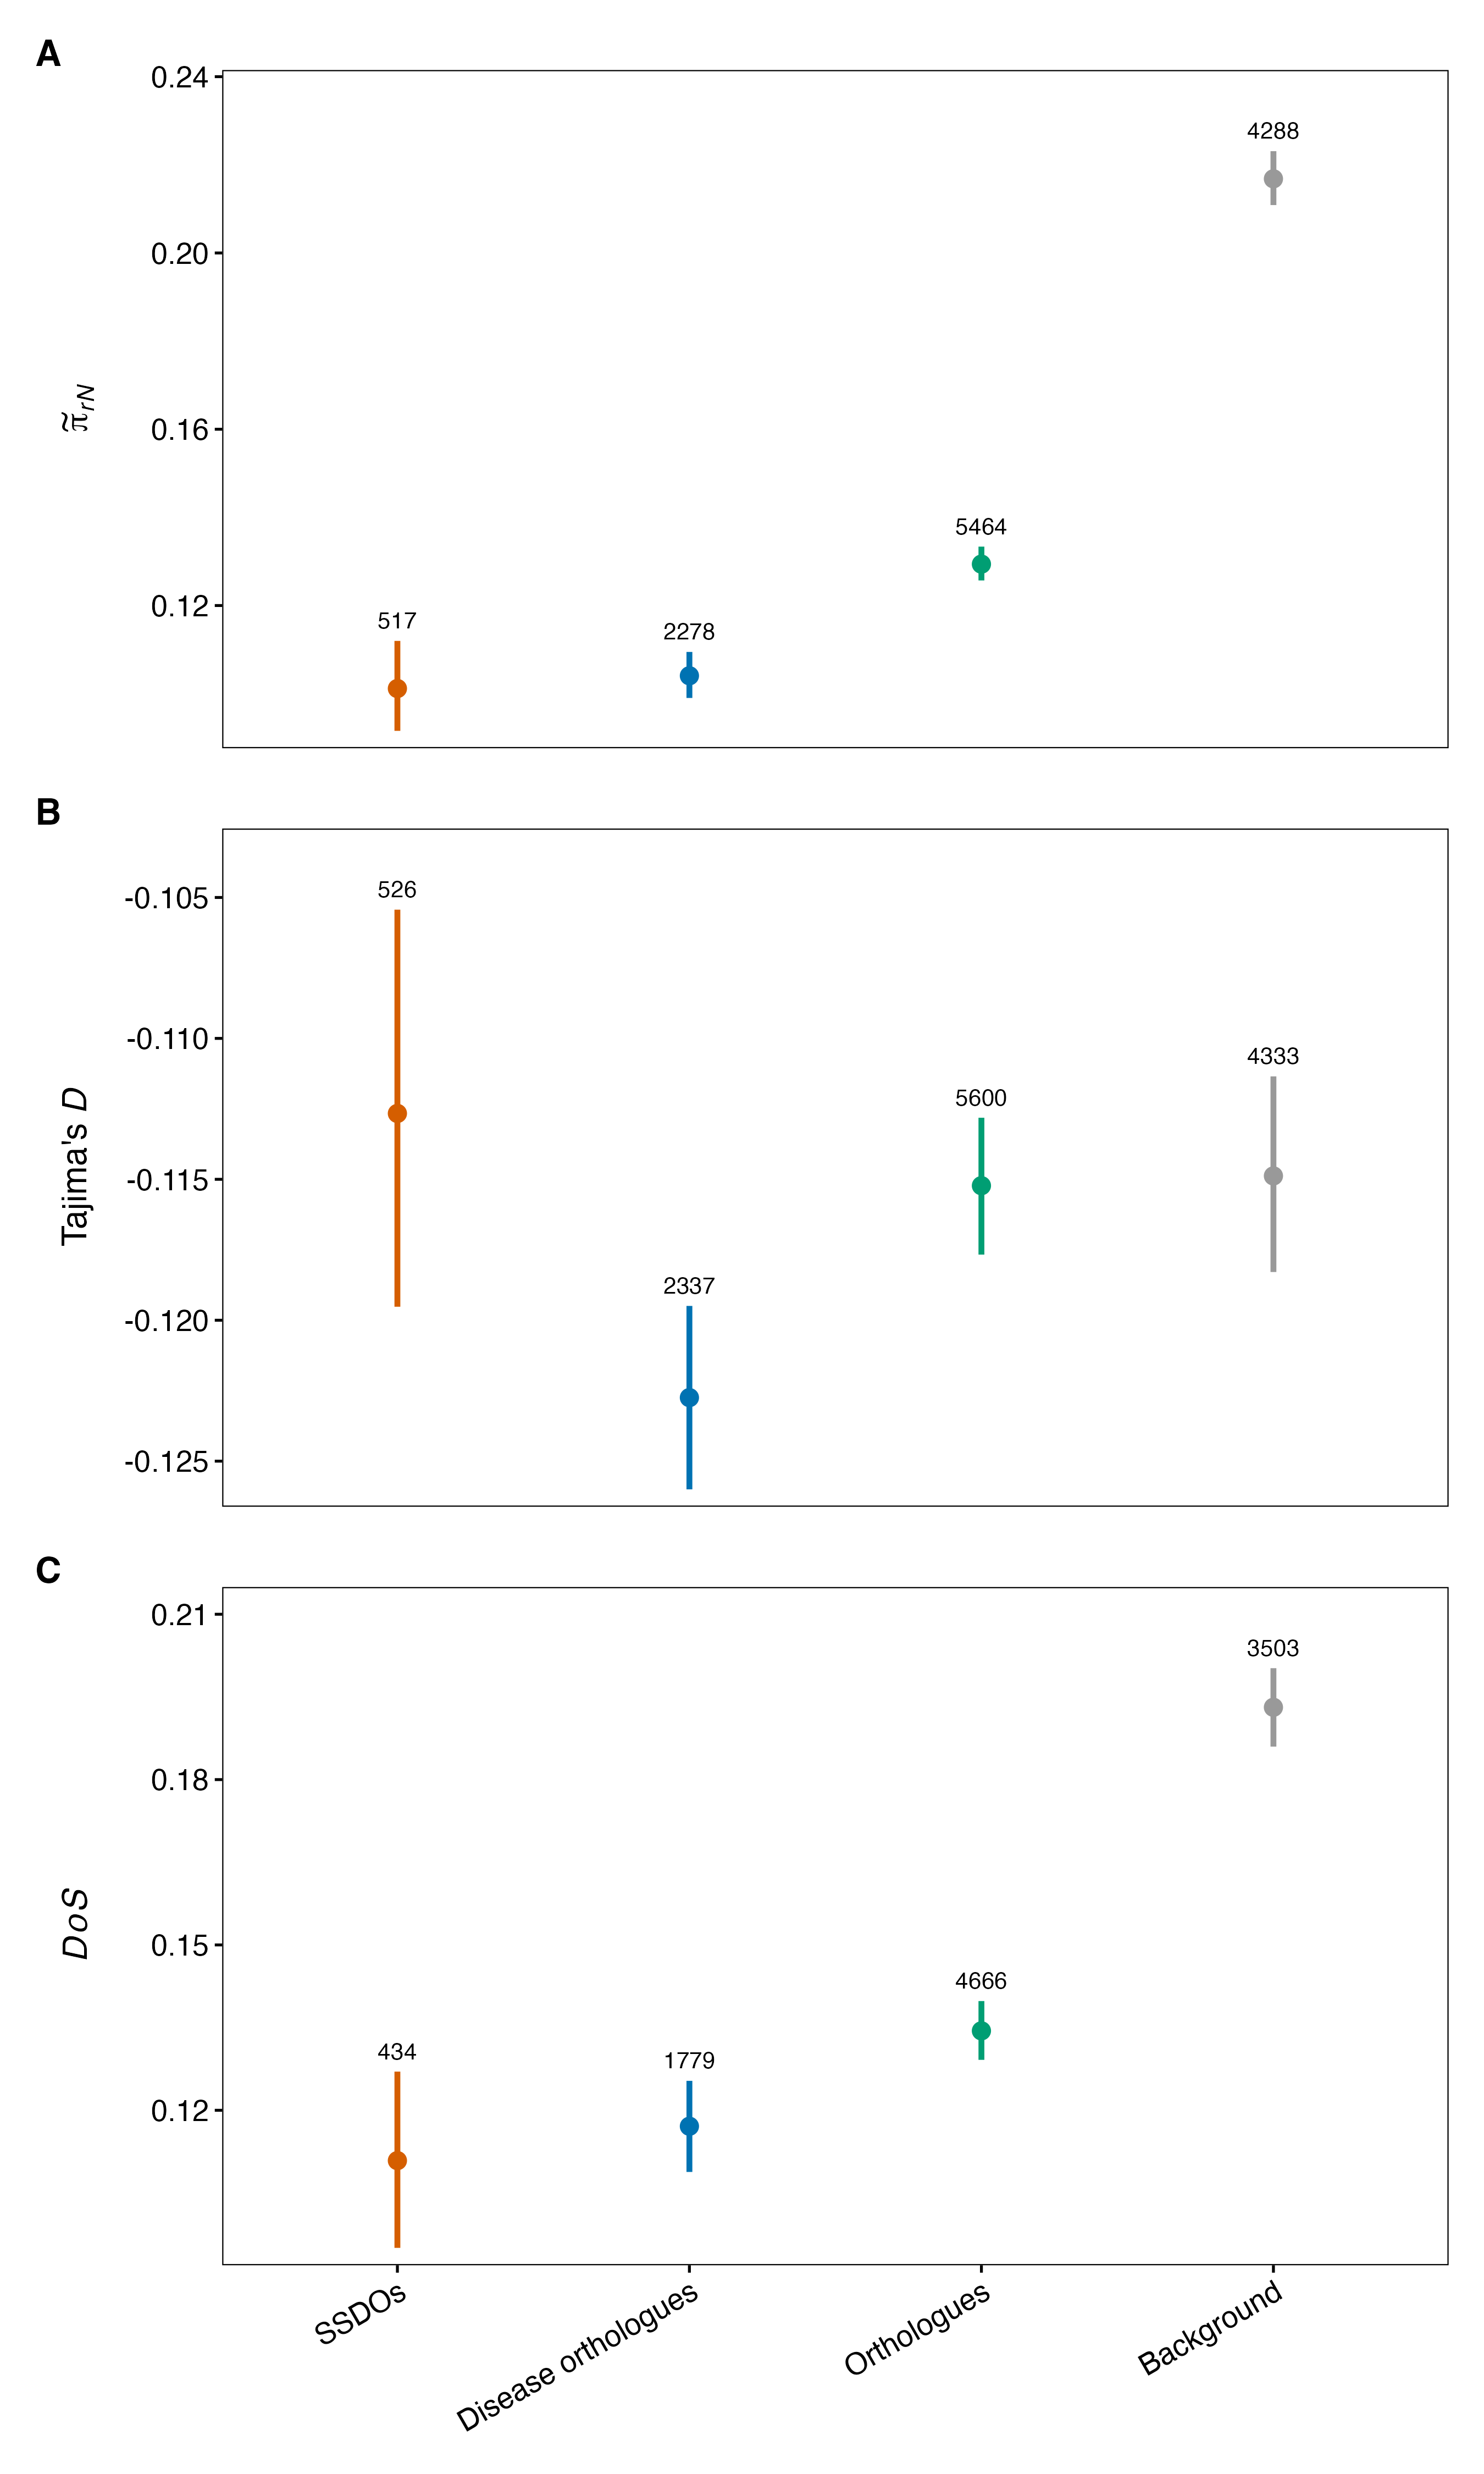 A
0.24
0.20
0.16
0.12
π̃rN
517
2278
5464
4288
B
-0.105
-0.110
-0.115
-0.120
-0.125
Tajima's D
526
2337
5600
4333
C
0.21
0.18
0.15
0.12
DoS
434
1779
4666
3503
SSDOs
Disease orthologues
Orthologues
Background